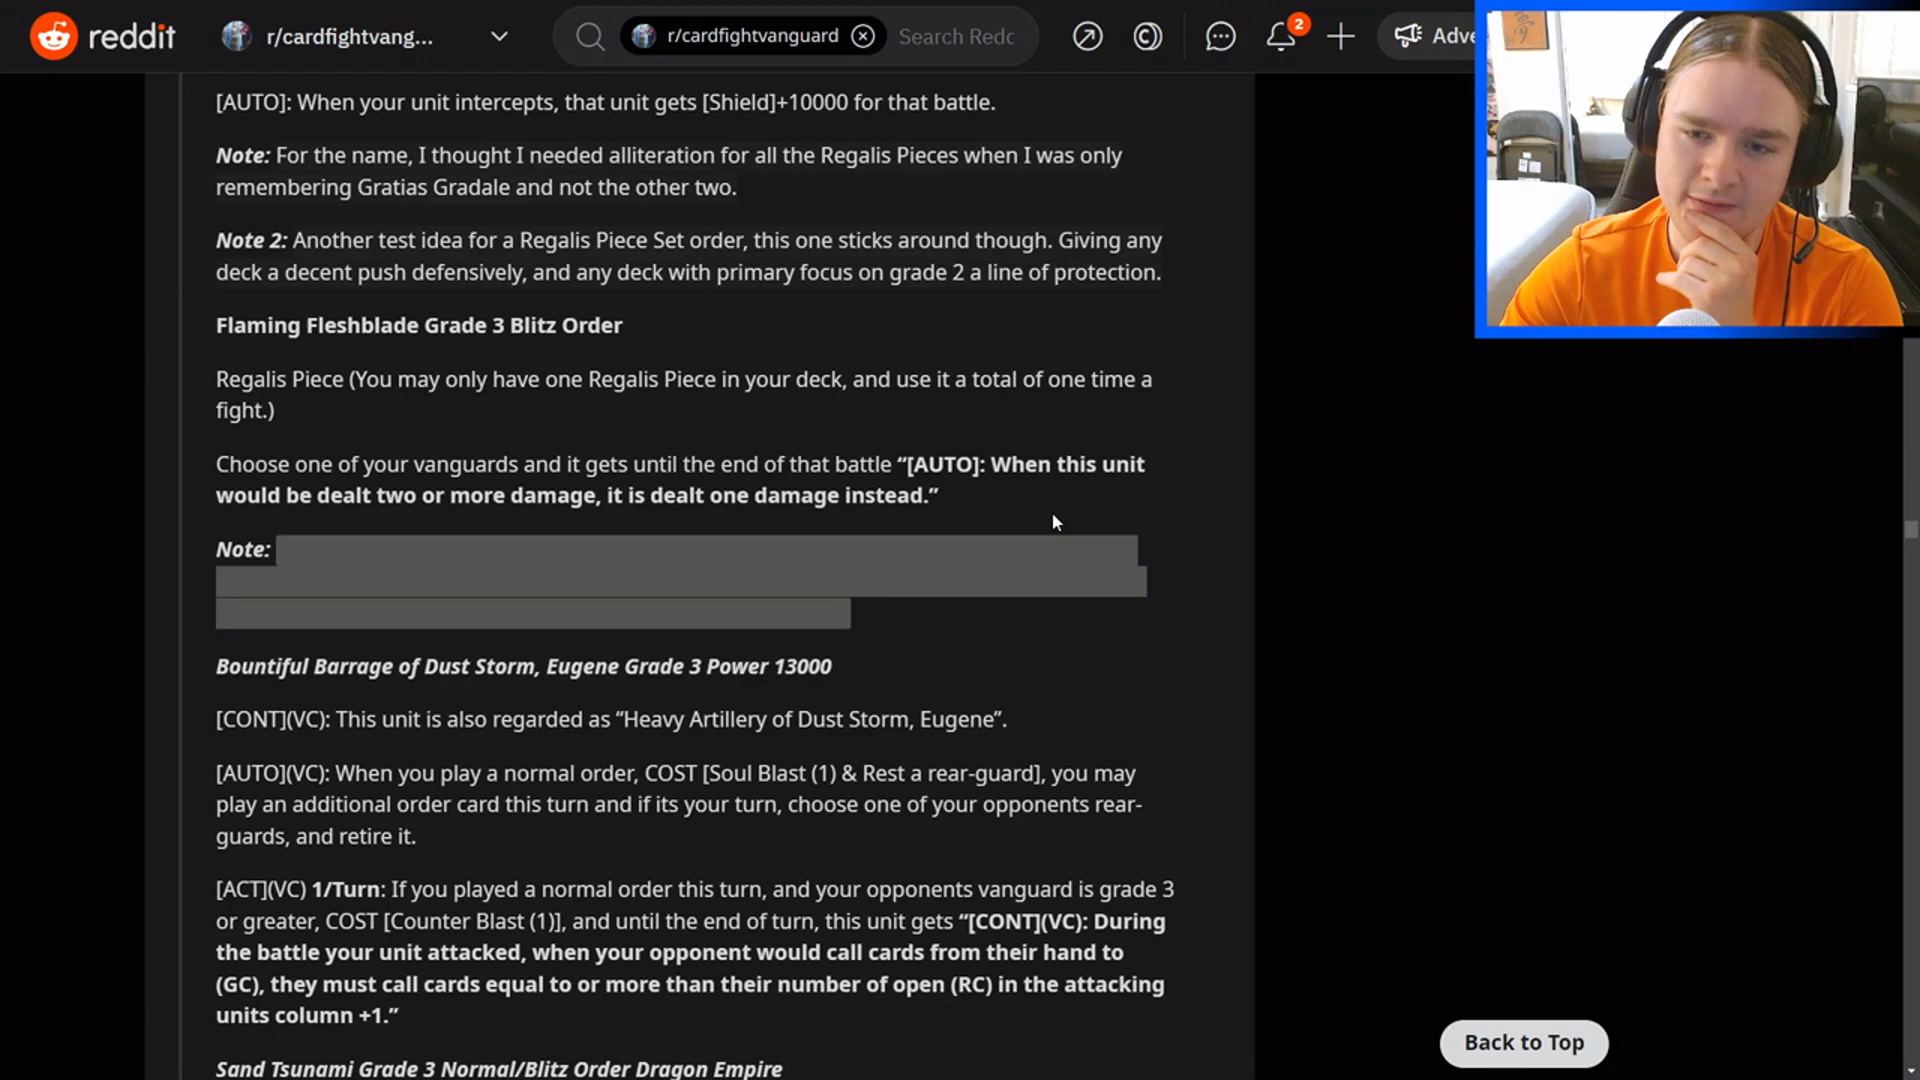 reddit
r/cardfightvang...
r/cardfightvanguard
Search Redc
2
Adve
[AUTO]: When your unit intercepts, that unit gets [Shield]+10000 for that battle.
Note: For the name, I thought I needed alliteration for all the Regalis Pieces when I was only
remembering Gratias Gradale and not the other two.
Note 2: Another test idea for a Regalis Piece Set order, this one sticks around though. Giving any
deck a decent push defensively, and any deck with primary focus on grade 2 a line of protection.
Flaming Fleshblade Grade 3 Blitz Order
Regalis Piece (You may only have one Regalis Piece in your deck, and use it a total of one time a
fight.)
Choose one of your vanguards and it gets until the end of that battle “[AUTO]: When this unit
would be dealt two or more damage, it is dealt one damage instead.”
Note:
Bountiful Barrage of Dust Storm, Eugene Grade 3 Power 13000
[CONT](VC): This unit is also regarded as “Heavy Artillery of Dust Storm, Eugene”.
[AUTO](VC): When you play a normal order, COST [Soul Blast (1) & Rest a rear-guard], you may
play an additional order card this turn and if its your turn, choose one of your opponents rear-
guards, and retire it.
[ACT](VC) 1/Turn: If you played a normal order this turn, and your opponents vanguard is grade 3
or greater, COST [Counter Blast (1)], and until the end of turn, this unit gets “[CONT](VC): During
the battle your unit attacked, when your opponent would call cards from their hand to
(GC), they must call cards equal to or more than their number of open (RC) in the attacking
units column +1.”
Sand Tsunami Grade 3 Normal/Blitz Order Dragon Empire
Back to Top